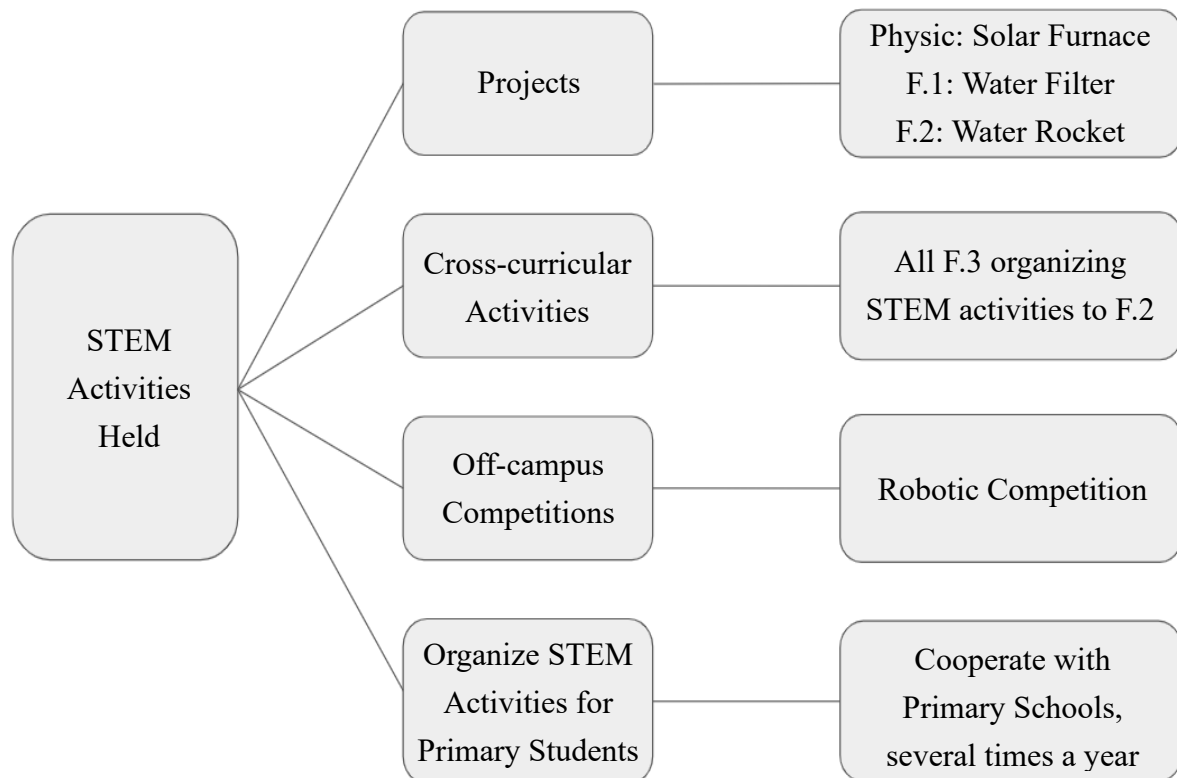 STEM
Activities
Held
Projects
Physic: Solar Furnace
F.1: Water Filter
F.2: Water Rocket
Cross-curricular
Activities
All F.3 organizing
STEM activities to F.2
Off-campus
Competitions
Robotic Competition
Organize STEM
Activities for
Primary Students
Cooperate with
Primary Schools,
several times a year